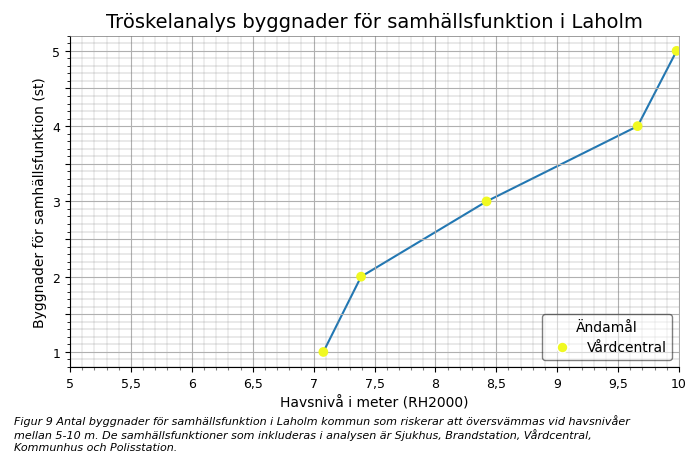 Tröskelanalys byggnader för samhällsfunktion i Laholm
Byggnader för samhällsfunktion (st)
5
4
3
2
1
Ändamål
Vårdcentral
5 5,5 6 6,5 7 7,5 8 8,5 9 9,5 10
Havsnivå i meter (RH2000)
Figur 9 Antal byggnader för samhällsfunktion i Laholm kommun som riskerar att översvämmas vid havsnivåer
mellan 5-10 m. De samhällsfunktioner som inkluderas i analysen är Sjukhus, Brandstation, Vårdcentral,
Kommunhus och Polisstation.